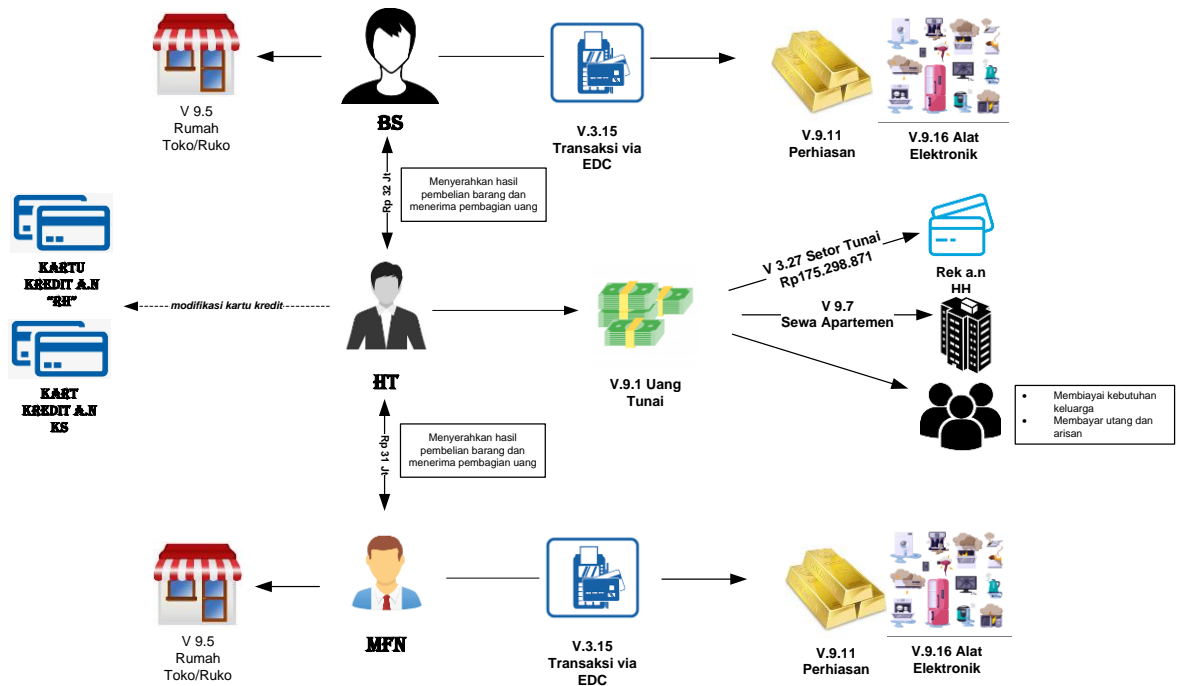 V 9.5
Rumah
Toko/Ruko
BS
V.3.15
Transaksi via
EDC
V.9.11
Perhiasan
V.9.16 Alat
Elektronik
Rp 32 Jt
Menyerahkan hasil
pembelian barang dan
menerima pembagian uang
KARTU
KREDIT A.N
“RH”
modifikasi kartu kredit
KART
KREDIT A.N
KS
HT
V.9.1 Uang
Tunai
V 3.27 Setor Tunai
Rp175.298.871
Rek a.n
HH
V 9.7
Sewa Apartemen
• Membiayai kebutuhan
keluarga
• Membayar utang dan
arisan
Rp 31 Jt
Menyerahkan hasil
pembelian barang dan
menerima pembagian uang
V 9.5
Rumah
Toko/Ruko
MFN
V.3.15
Transaksi via
EDC
V.9.11
Perhiasan
V.9.16 Alat
Elektronik